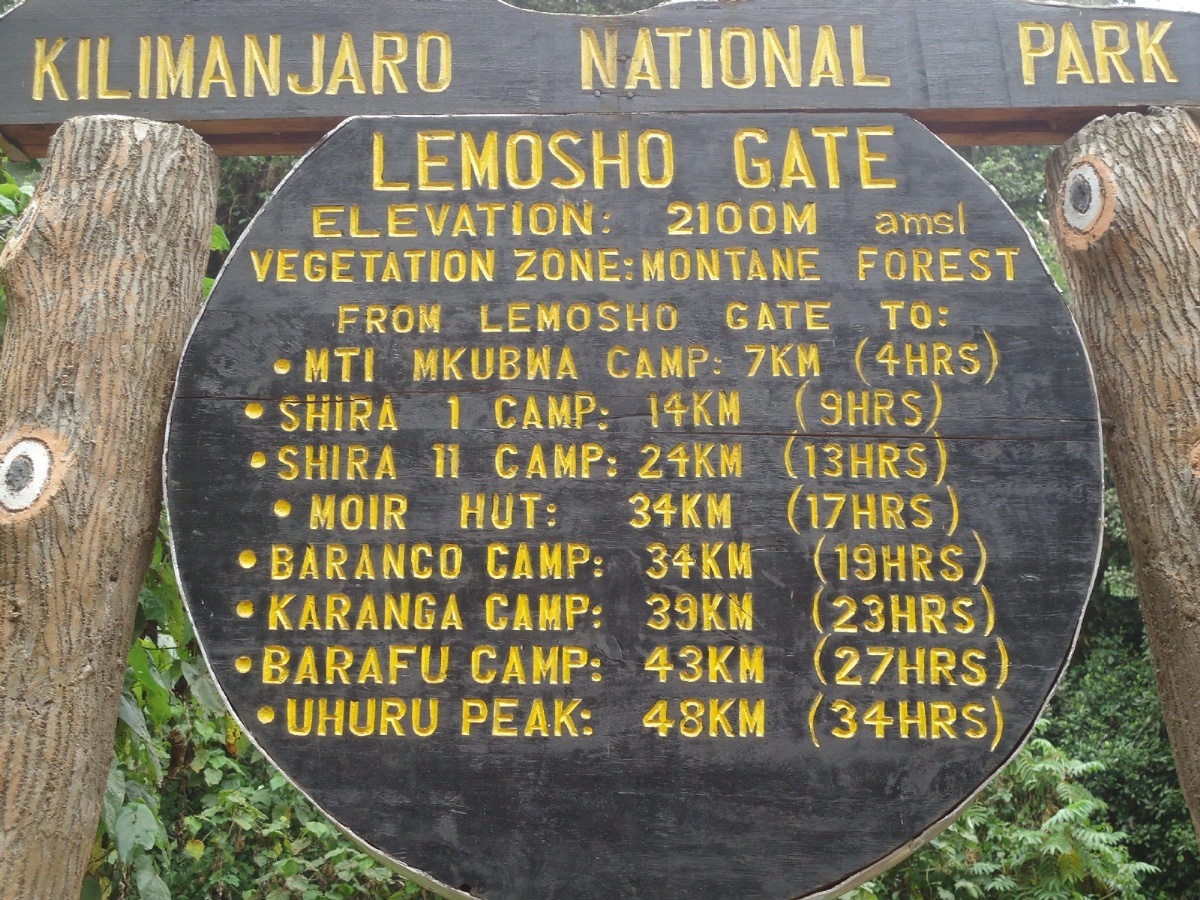 KILIMANJARO NATIONAL PARK
LEMOSHO GATE
ELEVATION: 2100M amsl
VEGETATION ZONE:MONTANE FOREST
FROM LEMOSHO GATE TO:
• MTI MKUBWA CAMP: 7KM (4HRS)
• SHIRA 1 CAMP: 14KM (9HRS)
• SHIRA 11 CAMP: 24KM (13HRS)
• MOIR HUT: 34KM (17HRS)
• BARANCO CAMP: 34KM (19HRS)
• KARANGA CAMP: 39KM (23HRS)
• BARAFU CAMP: 43KM (27HRS)
• UHURU PEAK: 48KM (34HRS)